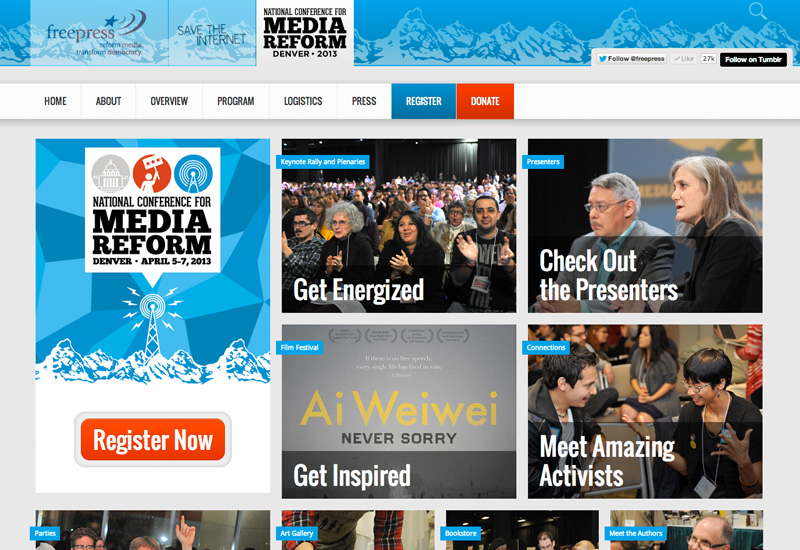 freepress
reform media.
transform democracy.
SAVE THE
INTERNET
NATIONAL CONFERENCE FOR
MEDIA
REFORM
DENVER • 2013
Follow @freepress
Like
27k
Follow on Tumblr
HOME
ABOUT
OVERVIEW
PROGRAM
LOGISTICS
PRESS
REGISTER
DONATE
NATIONAL CONFERENCE FOR
MEDIA
REFORM
DENVER • APRIL 5-7, 2013
Register Now
Keynote Rally and Plenaries
Get Energized
Presenters
Check Out
the Presenters
Film Festival
If there is no free speech,
every single life has lived in vain.
Ai Weiwei
NEVER SORRY
Get Inspired
Connections
Meet Amazing
Activists
Parties
Art Gallery
Bookstore
Meet the Authors